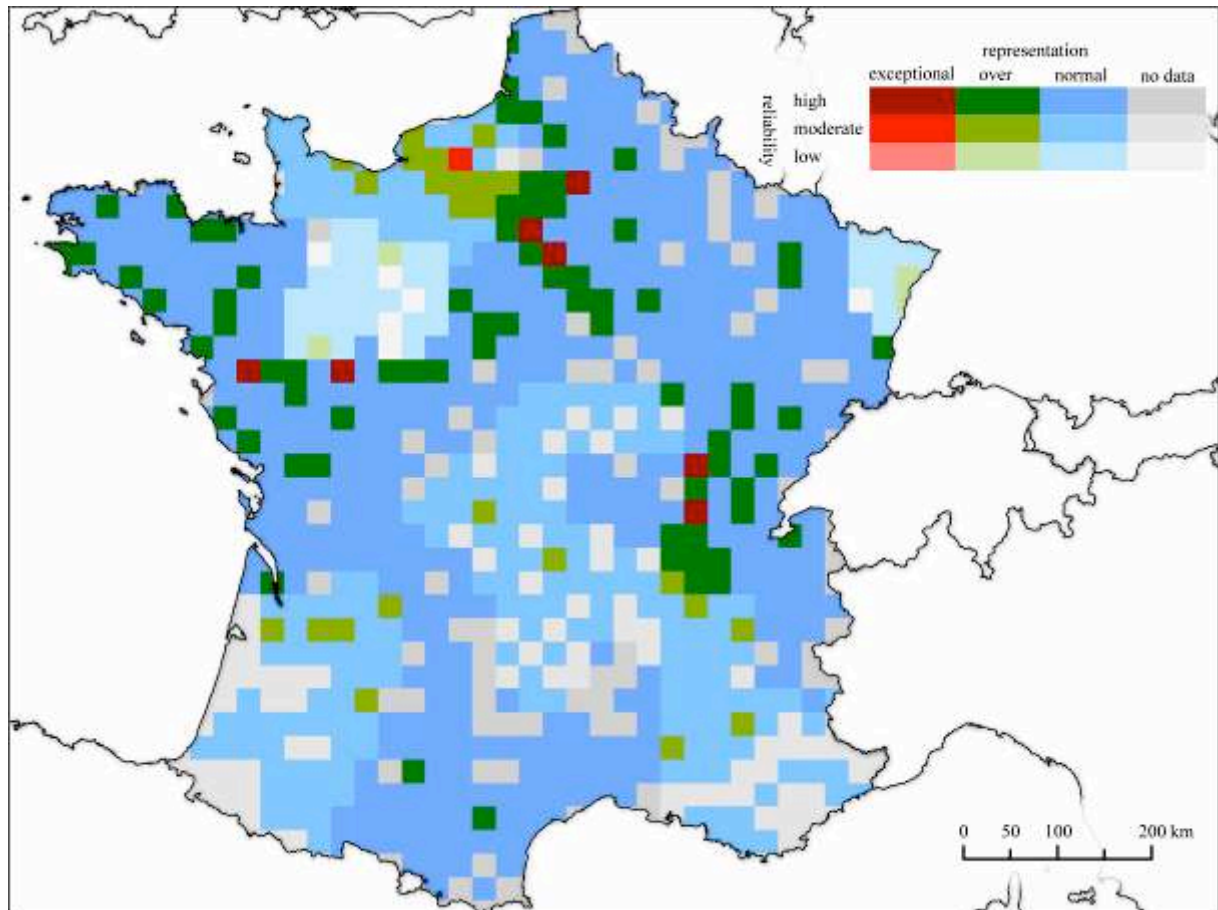 representation
exceptional over normal no data
reliability
high
moderate
low
0 50 100 200 km